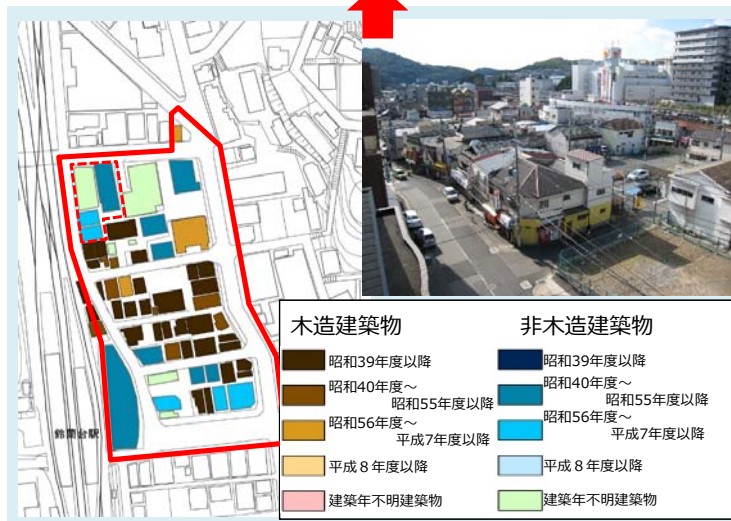 鈴蘭台駅
木造建築物
昭和39年度以降
昭和40年度～
昭和55年度以降
昭和56年度～
平成7年度以降
平成８年度以降
建築年不明建築物
非木造建築物
昭和39年度以降
昭和40年度～
昭和55年度以降
昭和56年度～
平成7年度以降
平成８年度以降
建築年不明建築物